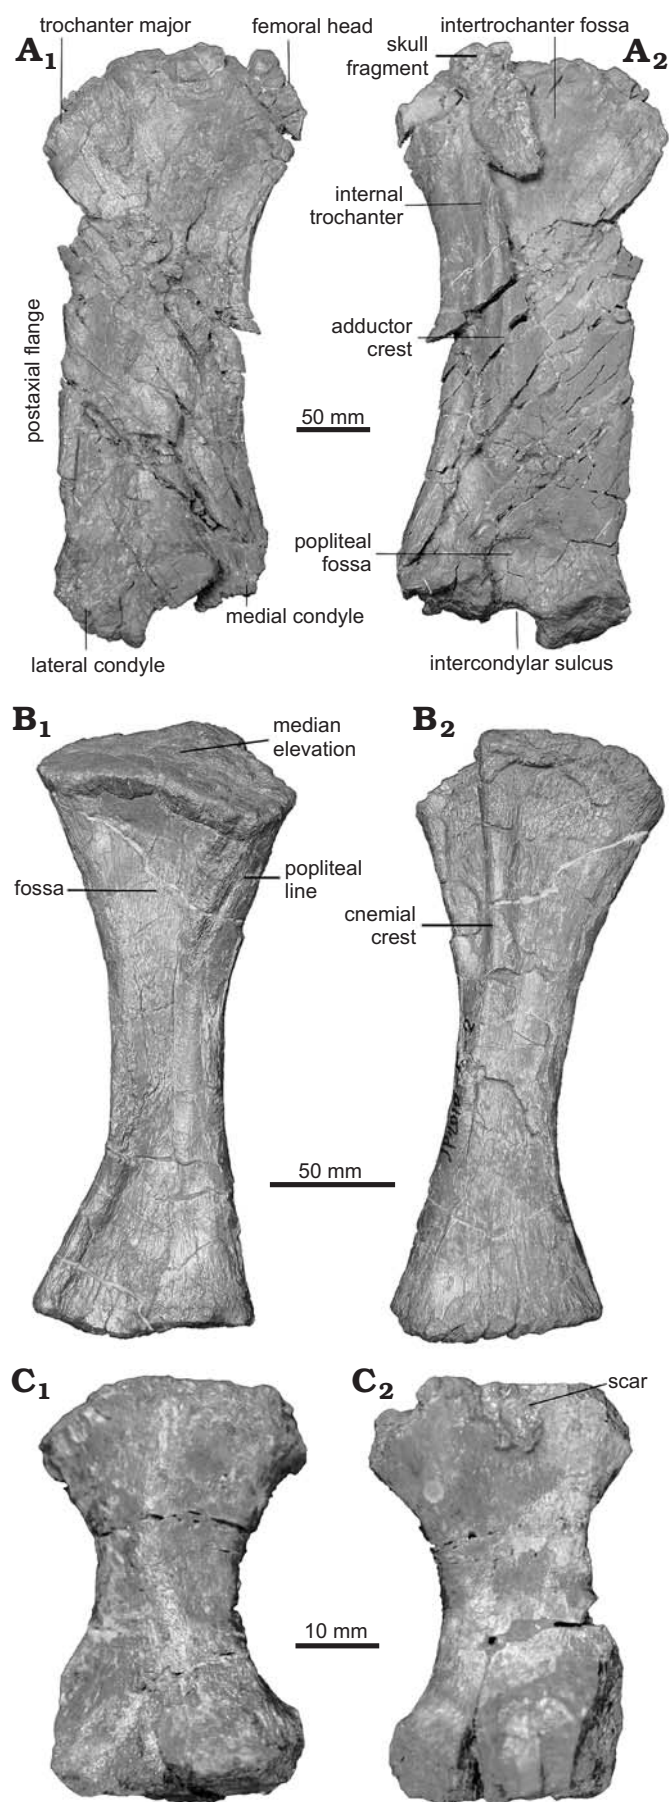 trochanter major
femoral head
intertrochanter fossa
A1
skull
fragment
A2
internal
trochanter
postaxial flange
adductor
crest
50 mm
popliteal
fossa
medial condyle
lateral condyle
intercondylar sulcus
B1
median
elevation
B2
fossa
popliteal
line
cnemial
crest
50 mm
C1
C2
scar
10 mm